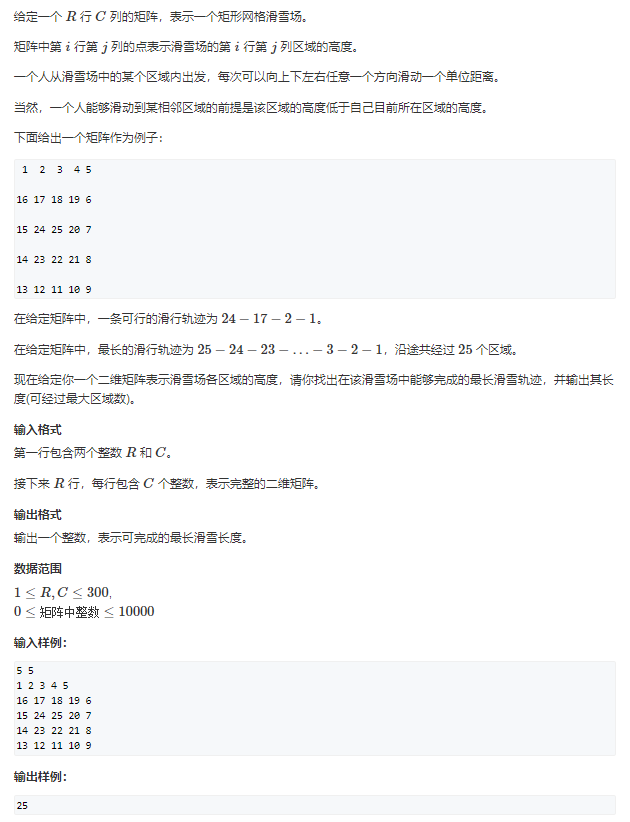 给定一个 R 行 C 列的矩阵，表示一个矩形网格滑雪场。
矩阵中第 i 行第 j 列的点表示滑雪场的第 i 行第 j 列区域的高度。
一个人从滑雪场中的某个区域内出发，每次可以向上下左右任意一个方向滑动一个单位距离。
当然，一个人能够滑动到某相邻区域的前提是该区域的高度低于自己目前所在区域的高度。
下面给出一个矩阵作为例子：
1 2 3 4 5
16 17 18 19 6
15 24 25 20 7
14 23 22 21 8
13 12 11 10 9
在给定矩阵中，一条可行的滑行轨迹为 24 − 17 − 2 − 1。
在给定矩阵中，最长的滑行轨迹为 25 − 24 − 23 − … − 3 − 2 − 1，沿途共经过 25 个区域。
现在给定你一个二维矩阵表示滑雪场各区域的高度，请你找出在该滑雪场中能够完成的最长滑雪轨迹，并输出其长
度(可经过最大区域数)。
输入格式
第一行包含两个整数 R 和 C。
接下来 R 行，每行包含 C 个整数，表示完整的二维矩阵。
输出格式
输出一个整数，表示可完成的最长滑雪长度。
数据范围
1 ≤ R, C ≤ 300,
0 ≤ 矩阵中整数 ≤ 10000
输入样例：
5 5
1 2 3 4 5
16 17 18 19 6
15 24 25 20 7
14 23 22 21 8
13 12 11 10 9
输出样例：
25